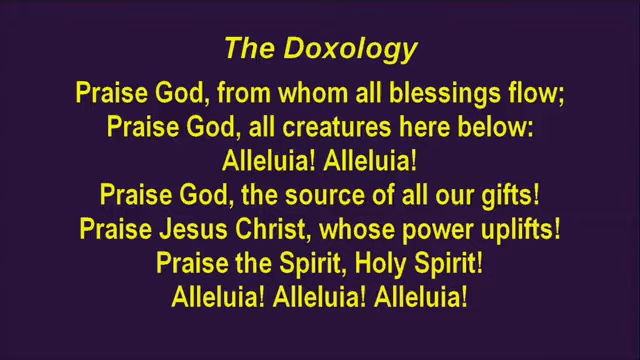 The Doxology
Praise God, from whom all blessings flow;
Praise God, all creatures here below:
Alleluia! Alleluia!
Praise God, the source of all our gifts!
Praise Jesus Christ, whose power uplifts!
Praise the Spirit, Holy Spirit!
Alleluia! Alleluia! Alleluia!